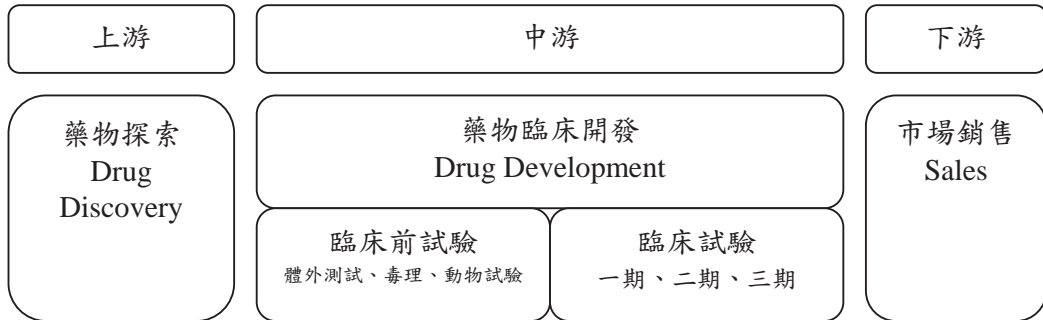 上游
中游
下游
藥物探索
Drug
Discovery
藥物臨床開發
Drug Development
臨床前試驗
體外測試、毒理、動物試驗
臨床試驗
一期、二期、三期
市場銷售
Sales